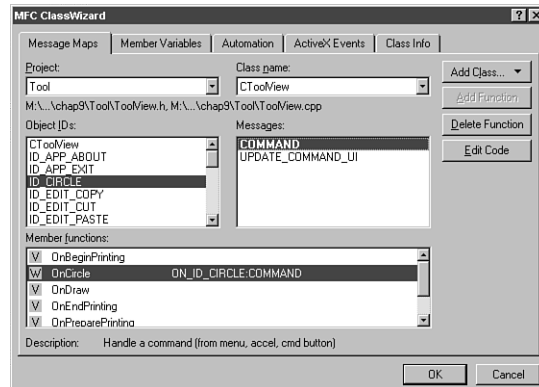 MFC ClassWizard
Message Maps Member Variables Automation ActiveX Events Class Info
Project: Class name:
Tool CToolView
Add Class...
M:\...\chap9\Tool\ToolView.h, M:\...\chap9\Tool\ToolView.cpp
Add Function
Object IDs: Messages:
Delete Function
CToolView COMMAND
ID_APP_ABOUT UPDATE_COMMAND_UI
Edit Code
ID_APP_EXIT
ID_CIRCLE
ID_EDIT_COPY
ID_EDIT_CUT
ID_EDIT_PASTE
Member functions:
V OnBeginPrinting
W OnCircle ON_ID_CIRCLE:COMMAND
V OnDraw
V OnEndPrinting
V OnPreparePrinting
Description: Handle a command (from menu, accel, cmd button)
OK Cancel